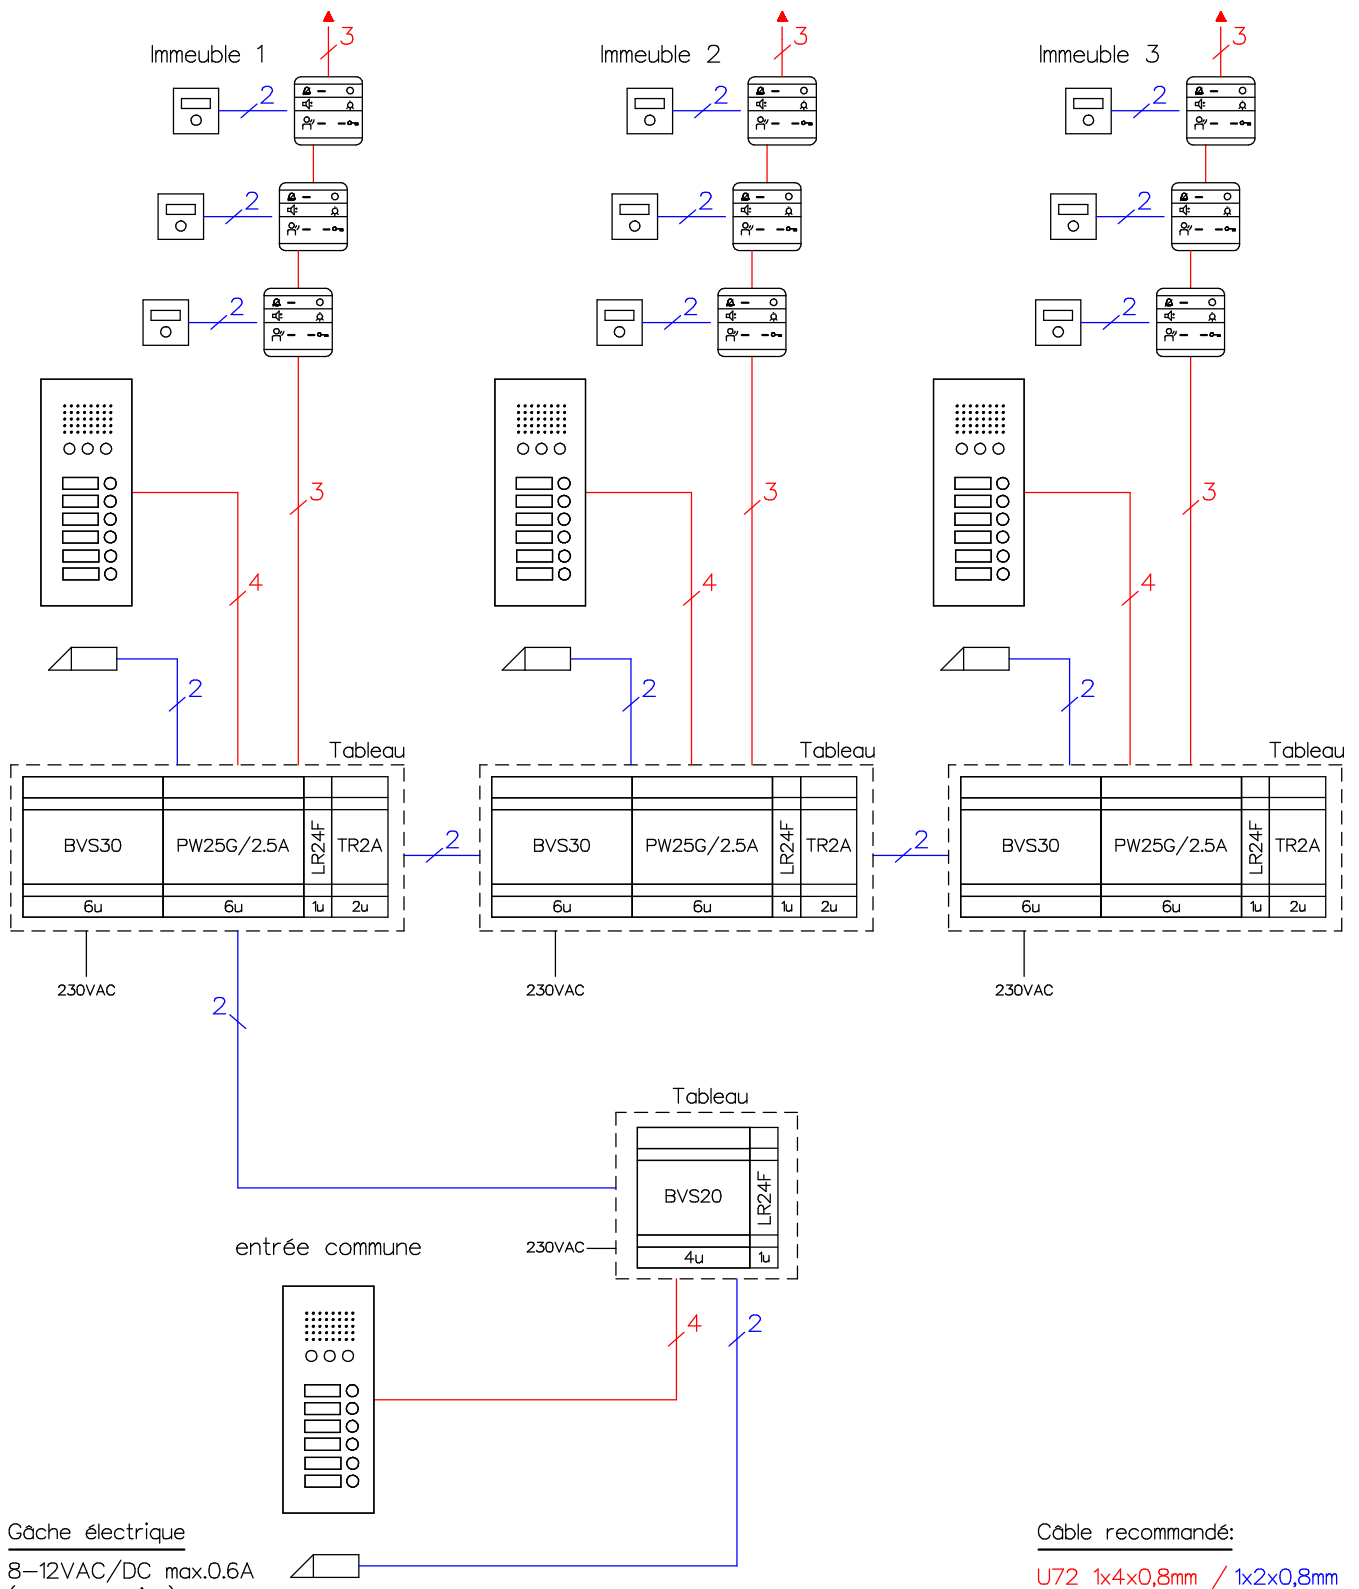 Immeuble 1
Immeuble 2
Immeuble 3
3
3
3
2
2
2
2
2
2
2
2
2
3
3
3
4
4
4
2
2
2
Tableau
Tableau
Tableau
BVS30 PW25G/2.5A LR24F TR2A
2
BVS30 PW25G/2.5A LR24F TR2A
2
BVS30 PW25G/2.5A LR24F TR2A
6u 6u 1u 2u
6u 6u 1u 2u
6u 6u 1u 2u
230VAC
230VAC
230VAC
2
Tableau
BVS20 LR24F
entrée commune
230VAC
4u 1u
4
2
Gâche électrique
8-12VAC/DC max.0.6A
Câble recommandé:
U72 1x4x0,8mm / 1x2x0,8mm